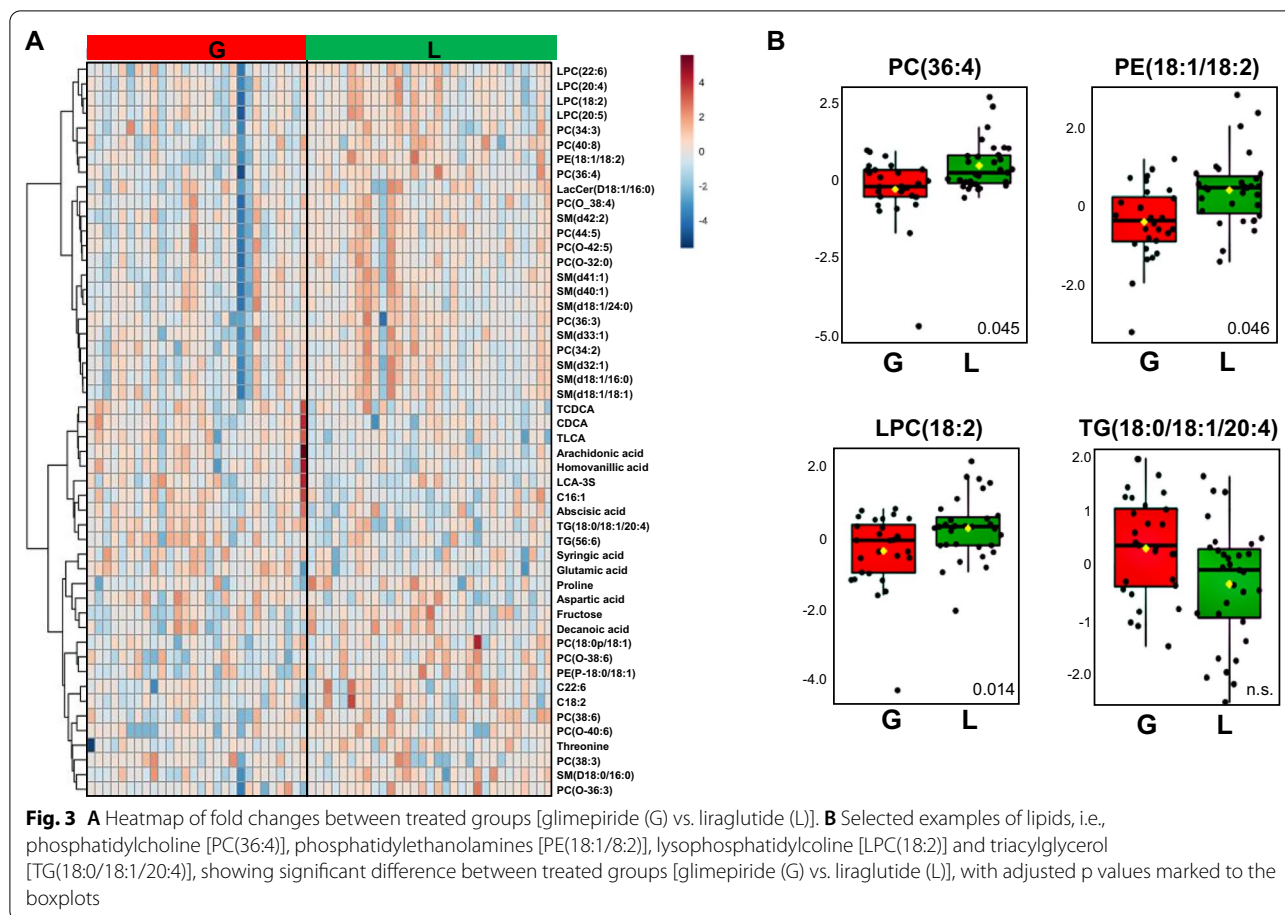 A
G
L
LPC(22:6)
LPC(20:4)
LPC(18:2)
LPC(20:5)
PC(34:3)
PC(40:8)
PE(18:1/18:2)
PC(36:4)
LacCer(D18:1/16:0)
PC(O_38:4)
SM(d42:2)
PC(44:5)
PC(O-42:5)
PC(O-32:0)
SM(d41:1)
SM(d40:1)
SM(d18:1/24:0)
PC(36:3)
SM(d33:1)
PC(34:2)
SM(d32:1)
SM(d18:1/16:0)
SM(d18:1/18:1)
TCDCA
CDCA
TLCA
Arachidonic acid
Homovanillic acid
LCA-3S
C16:1
Abscisic acid
TG(18:0/18:1/20:4)
TG(56:6)
Syringic acid
Glutamic acid
Proline
Aspartic acid
Fructose
Decanoic acid
PC(18:0p/18:1)
PC(O-38:6)
PE(P-18:0/18:1)
C22:6
C18:2
PC(38:6)
PC(O-40:6)
Threonine
PC(38:3)
SM(D18:0/16:0)
PC(O-36:3)
4
2
0
-2
-4
B
PC(36:4)
2.5
0
-2.5
-5.0
0.045
G L
PE(18:1/18:2)
2.0
0
-2.0
0.046
G L
LPC(18:2)
2.0
0
-2.0
-4.0
0.014
G L
TG(18:0/18:1/20:4)
2.0
1
0
-1
-2.0
n.s.
G L
Fig. 3 A Heatmap of fold changes between treated groups [glimepiride (G) vs. liraglutide (L)]. B Selected examples of lipids, i.e.,
phosphatidylcholine [PC(36:4)], phosphatidylethanolamines [PE(18:1/8:2)], lysophosphatidylcoline [LPC(18:2)] and triacylglycerol
[TG(18:0/18:1/20:4)], showing significant difference between treated groups [glimepiride (G) vs. liraglutide (L)], with adjusted p values marked to the
boxplots